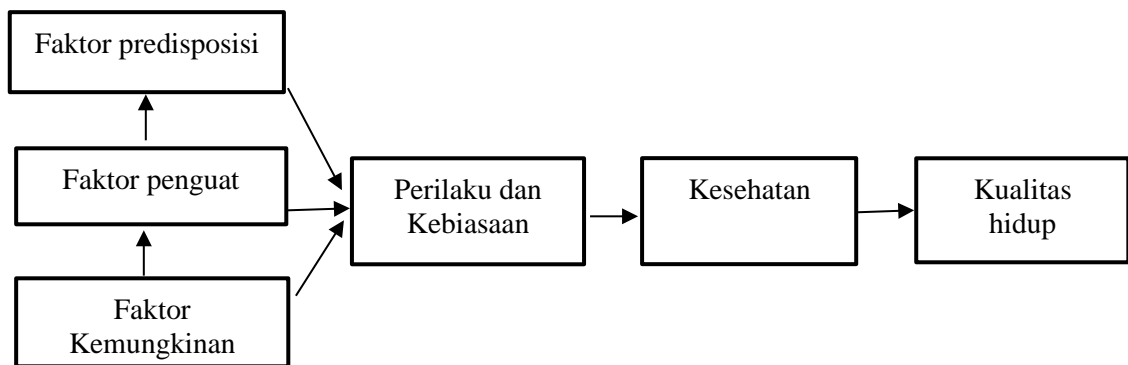 Faktor predisposisi
Faktor penguat
Faktor
Kemungkinan
Perilaku dan
Kebiasaan
Kesehatan
Kualitas
hidup